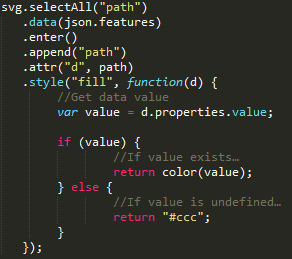 svg.selectAll("path")
.data(json.features)
.enter()
.append("path")
.attr("d", path)
.style("fill", function(d) {
//Get data value
var value = d.properties.value;
if (value) {
//If value exists…
return color(value);
} else {
//If value is undefined…
return "#ccc";
}
});